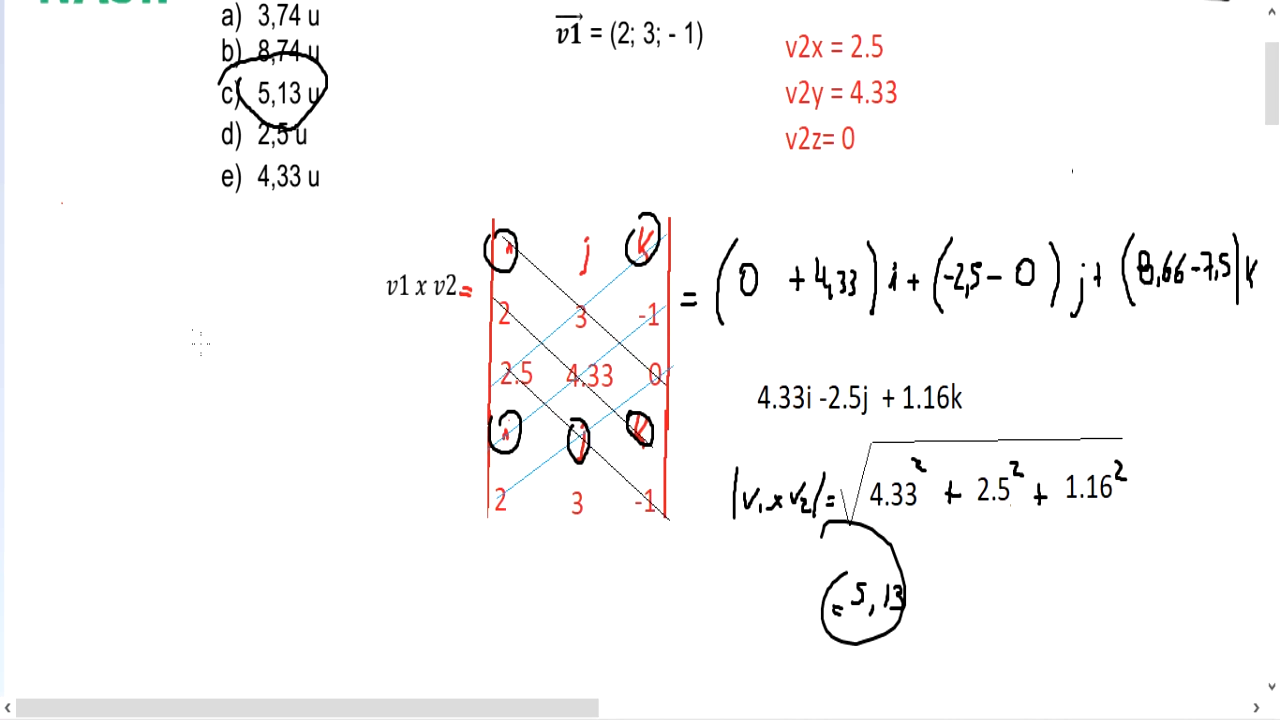 a) 3,74 u
b) 8,74 u
c) 5,13 u
d) 2,5 u
e) 4,33 u
v1 = (2; 3; - 1)
v2x = 2.5
v2y = 4.33
v2z= 0
v1 x v2 =
i j k
2 3 -1
2.5 4.33 0
i j k
2 3 -1
= (0 + 4,33) i + (-2,5 - 0) j + (8,66 - 7,5) k
4.33i -2.5j + 1.16k
|v1 x v2| = √ 4.33² + 2.5² + 1.16²
= 5,13